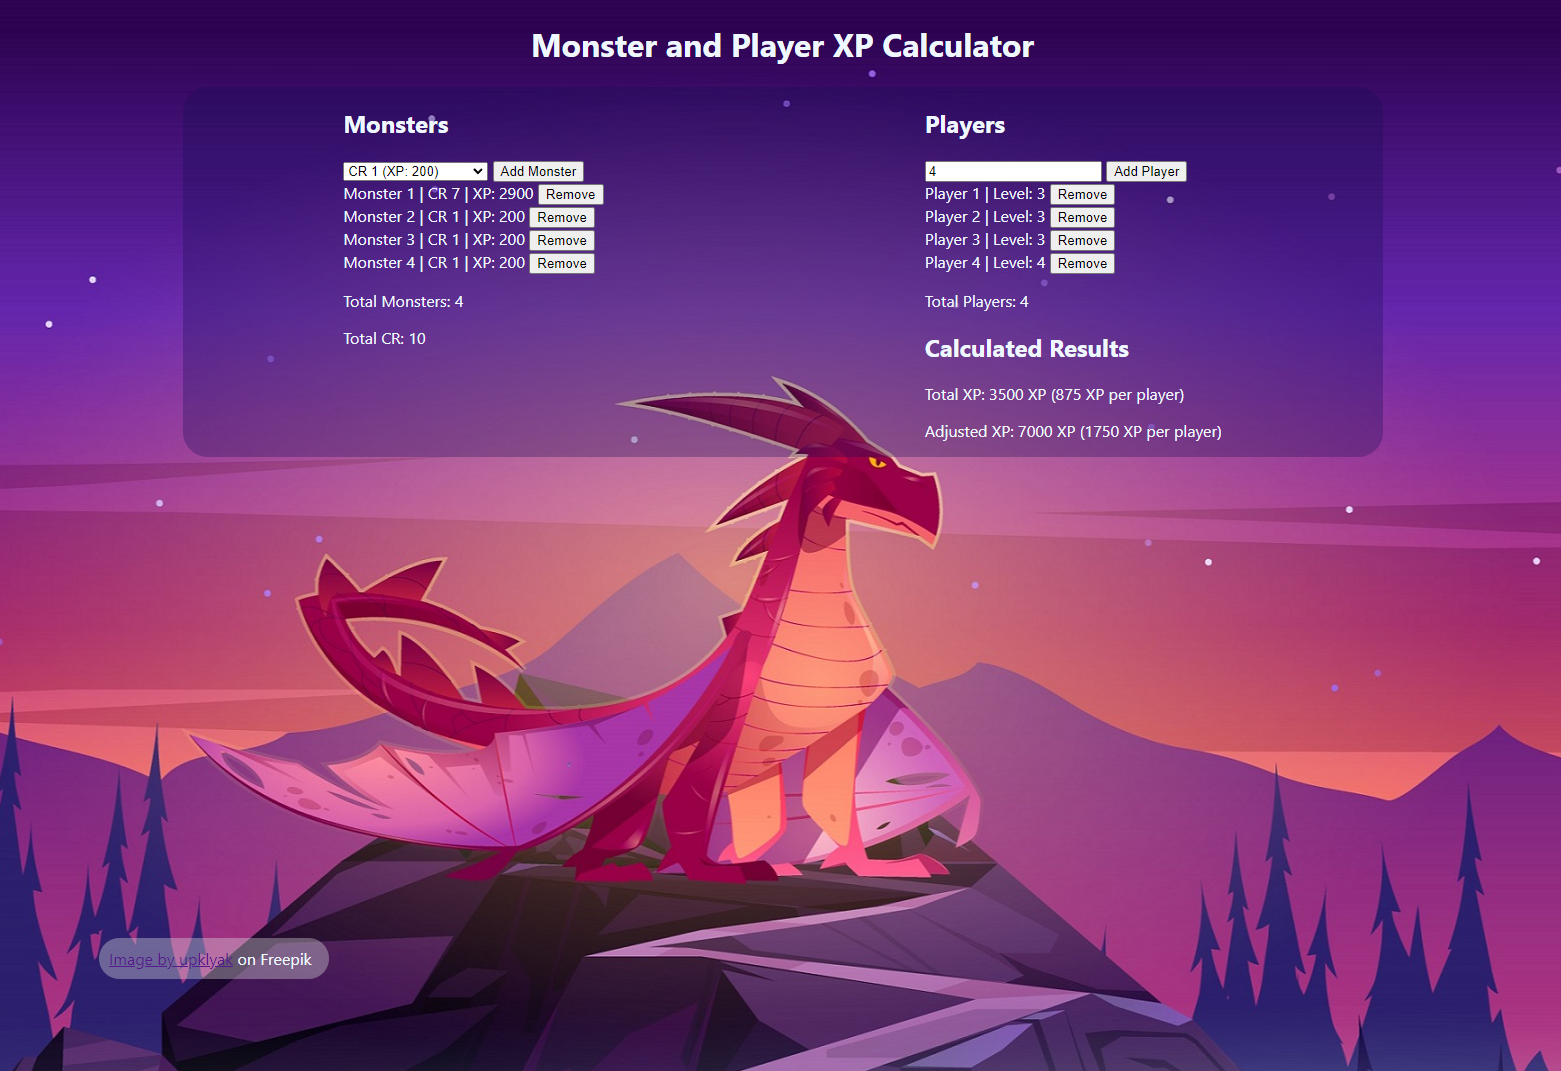 Monster and Player XP Calculator
Monsters
CR 1 (XP: 200) Add Monster
Monster 1 | CR 7 | XP: 2900 Remove
Monster 2 | CR 1 | XP: 200 Remove
Monster 3 | CR 1 | XP: 200 Remove
Monster 4 | CR 1 | XP: 200 Remove
Total Monsters: 4
Total CR: 10
Players
4 Add Player
Player 1 | Level: 3 Remove
Player 2 | Level: 3 Remove
Player 3 | Level: 3 Remove
Player 4 | Level: 4 Remove
Total Players: 4
Calculated Results
Total XP: 3500 XP (875 XP per player)
Adjusted XP: 7000 XP (1750 XP per player)
Image by upklyak on Freepik